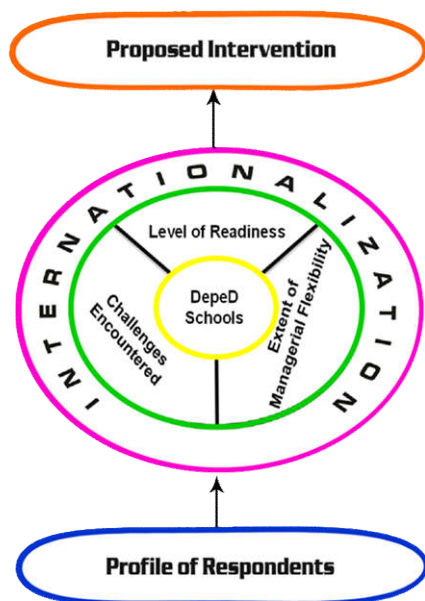 Proposed Intervention
INTERNATIONALIZATION
Level of Readiness
DepeD
Schools
Challenges
Encountered
Extent of
Managerial Flexibility
Profile of Respondents